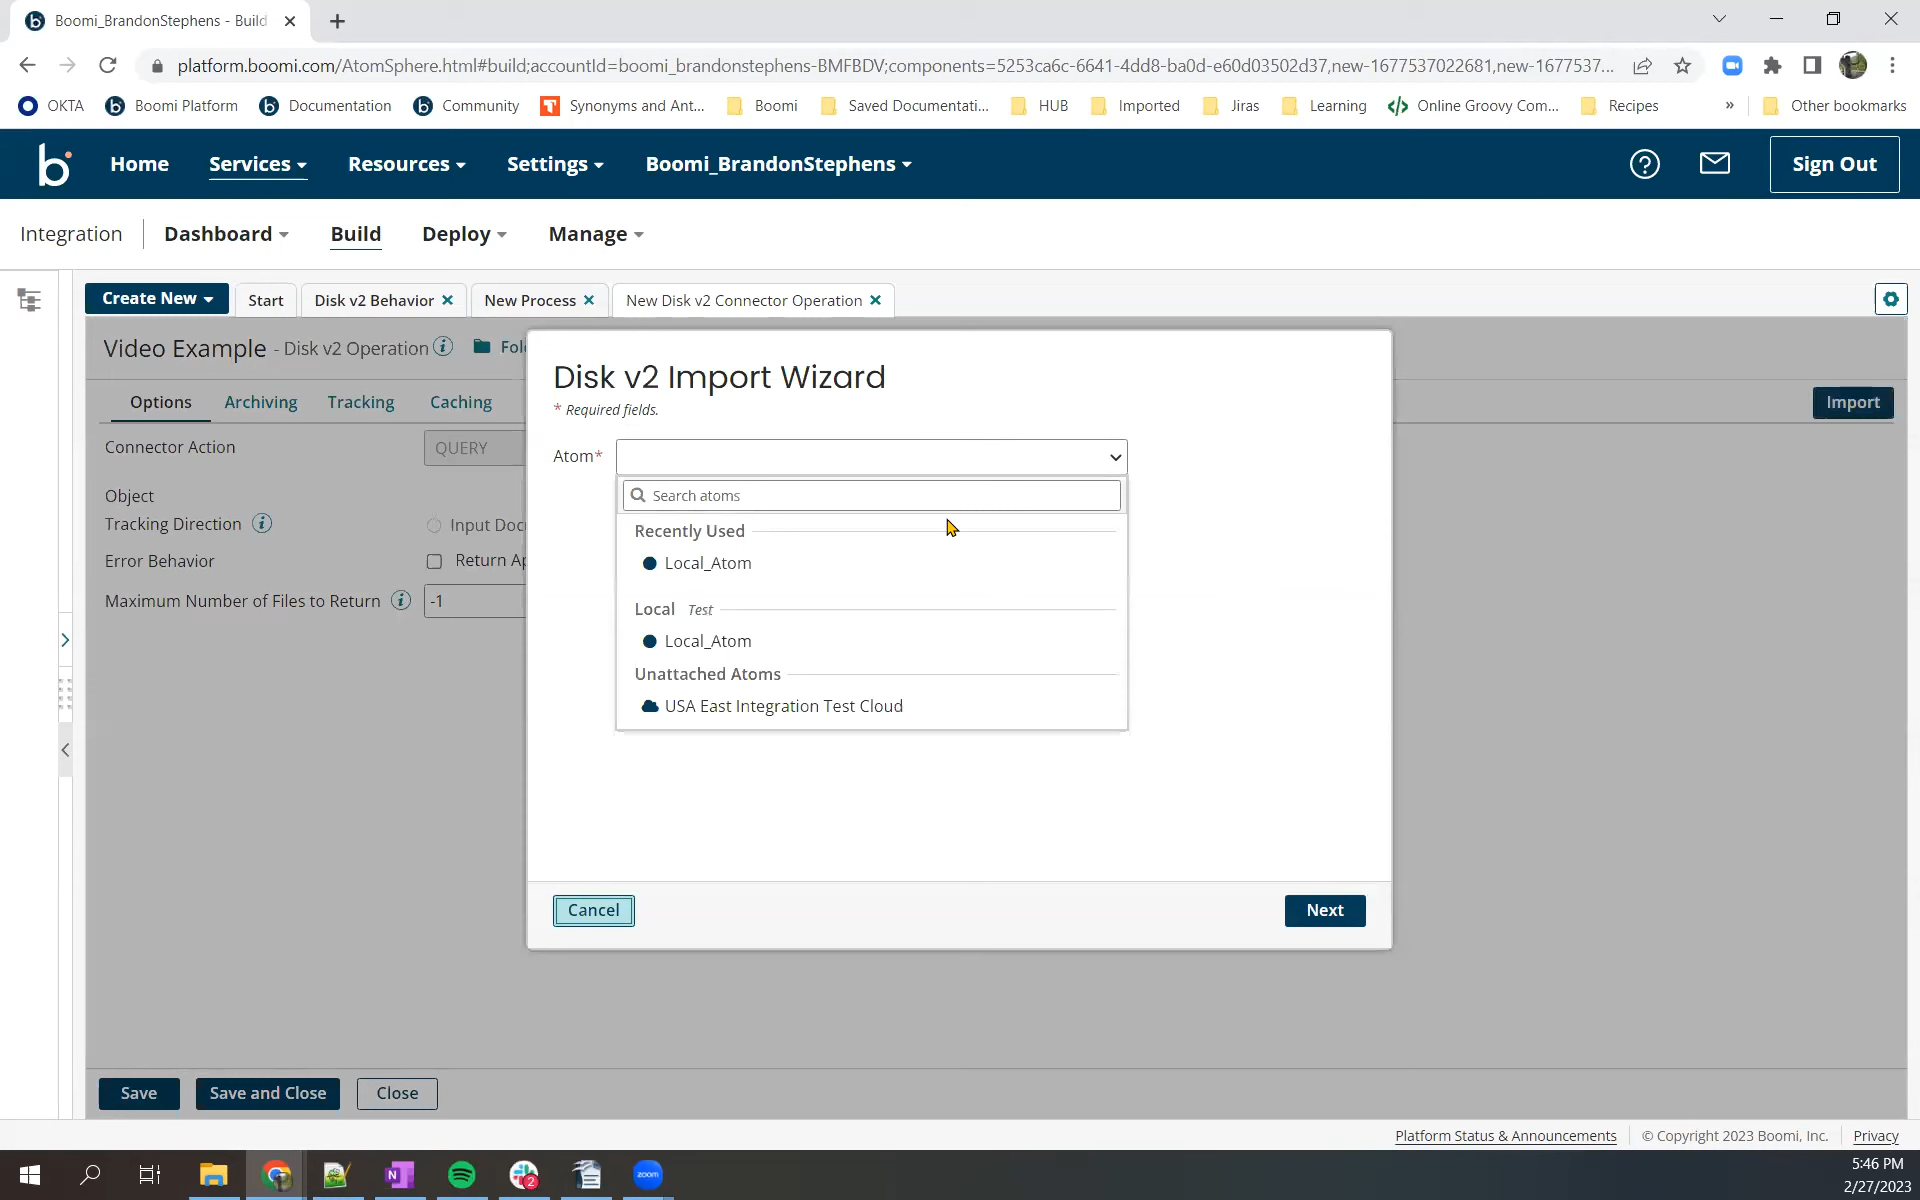 Boomi_BrandonStephens - Build
platform.boomi.com/AtomSphere.html#build;accountId=boomi_brandonstephens-BMFBDV;components=5253ca6c-6641-4dd8-ba0d-e60d03502d37,new-1677537022681,new-1677537...
OKTA Boomi Platform Documentation Community Synonyms and Ant... Boomi Saved Documentati... HUB Imported Jiras Learning Online Groovy Com... Recipes » Other bookmarks
Home Services Resources Settings Boomi_BrandonStephens Sign Out
Integration Dashboard Build Deploy Manage
Create New Start Disk v2 Behavior New Process New Disk v2 Connector Operation
Video Example - Disk v2 Operation
Disk v2 Import Wizard
* Required fields.
Options Archiving Tracking Caching
Import
Connector Action QUERY
Atom*
Object
Search atoms
Tracking Direction Input Doc
Recently Used
Error Behavior
Local_Atom
Maximum Number of Files to Return -1
Local Test
Local_Atom
Unattached Atoms
USA East Integration Test Cloud
Cancel Next
Save Save and Close Close
Platform Status & Announcements © Copyright 2023 Boomi, Inc. Privacy
N 2 zoom
5:46 PM
2/27/2023